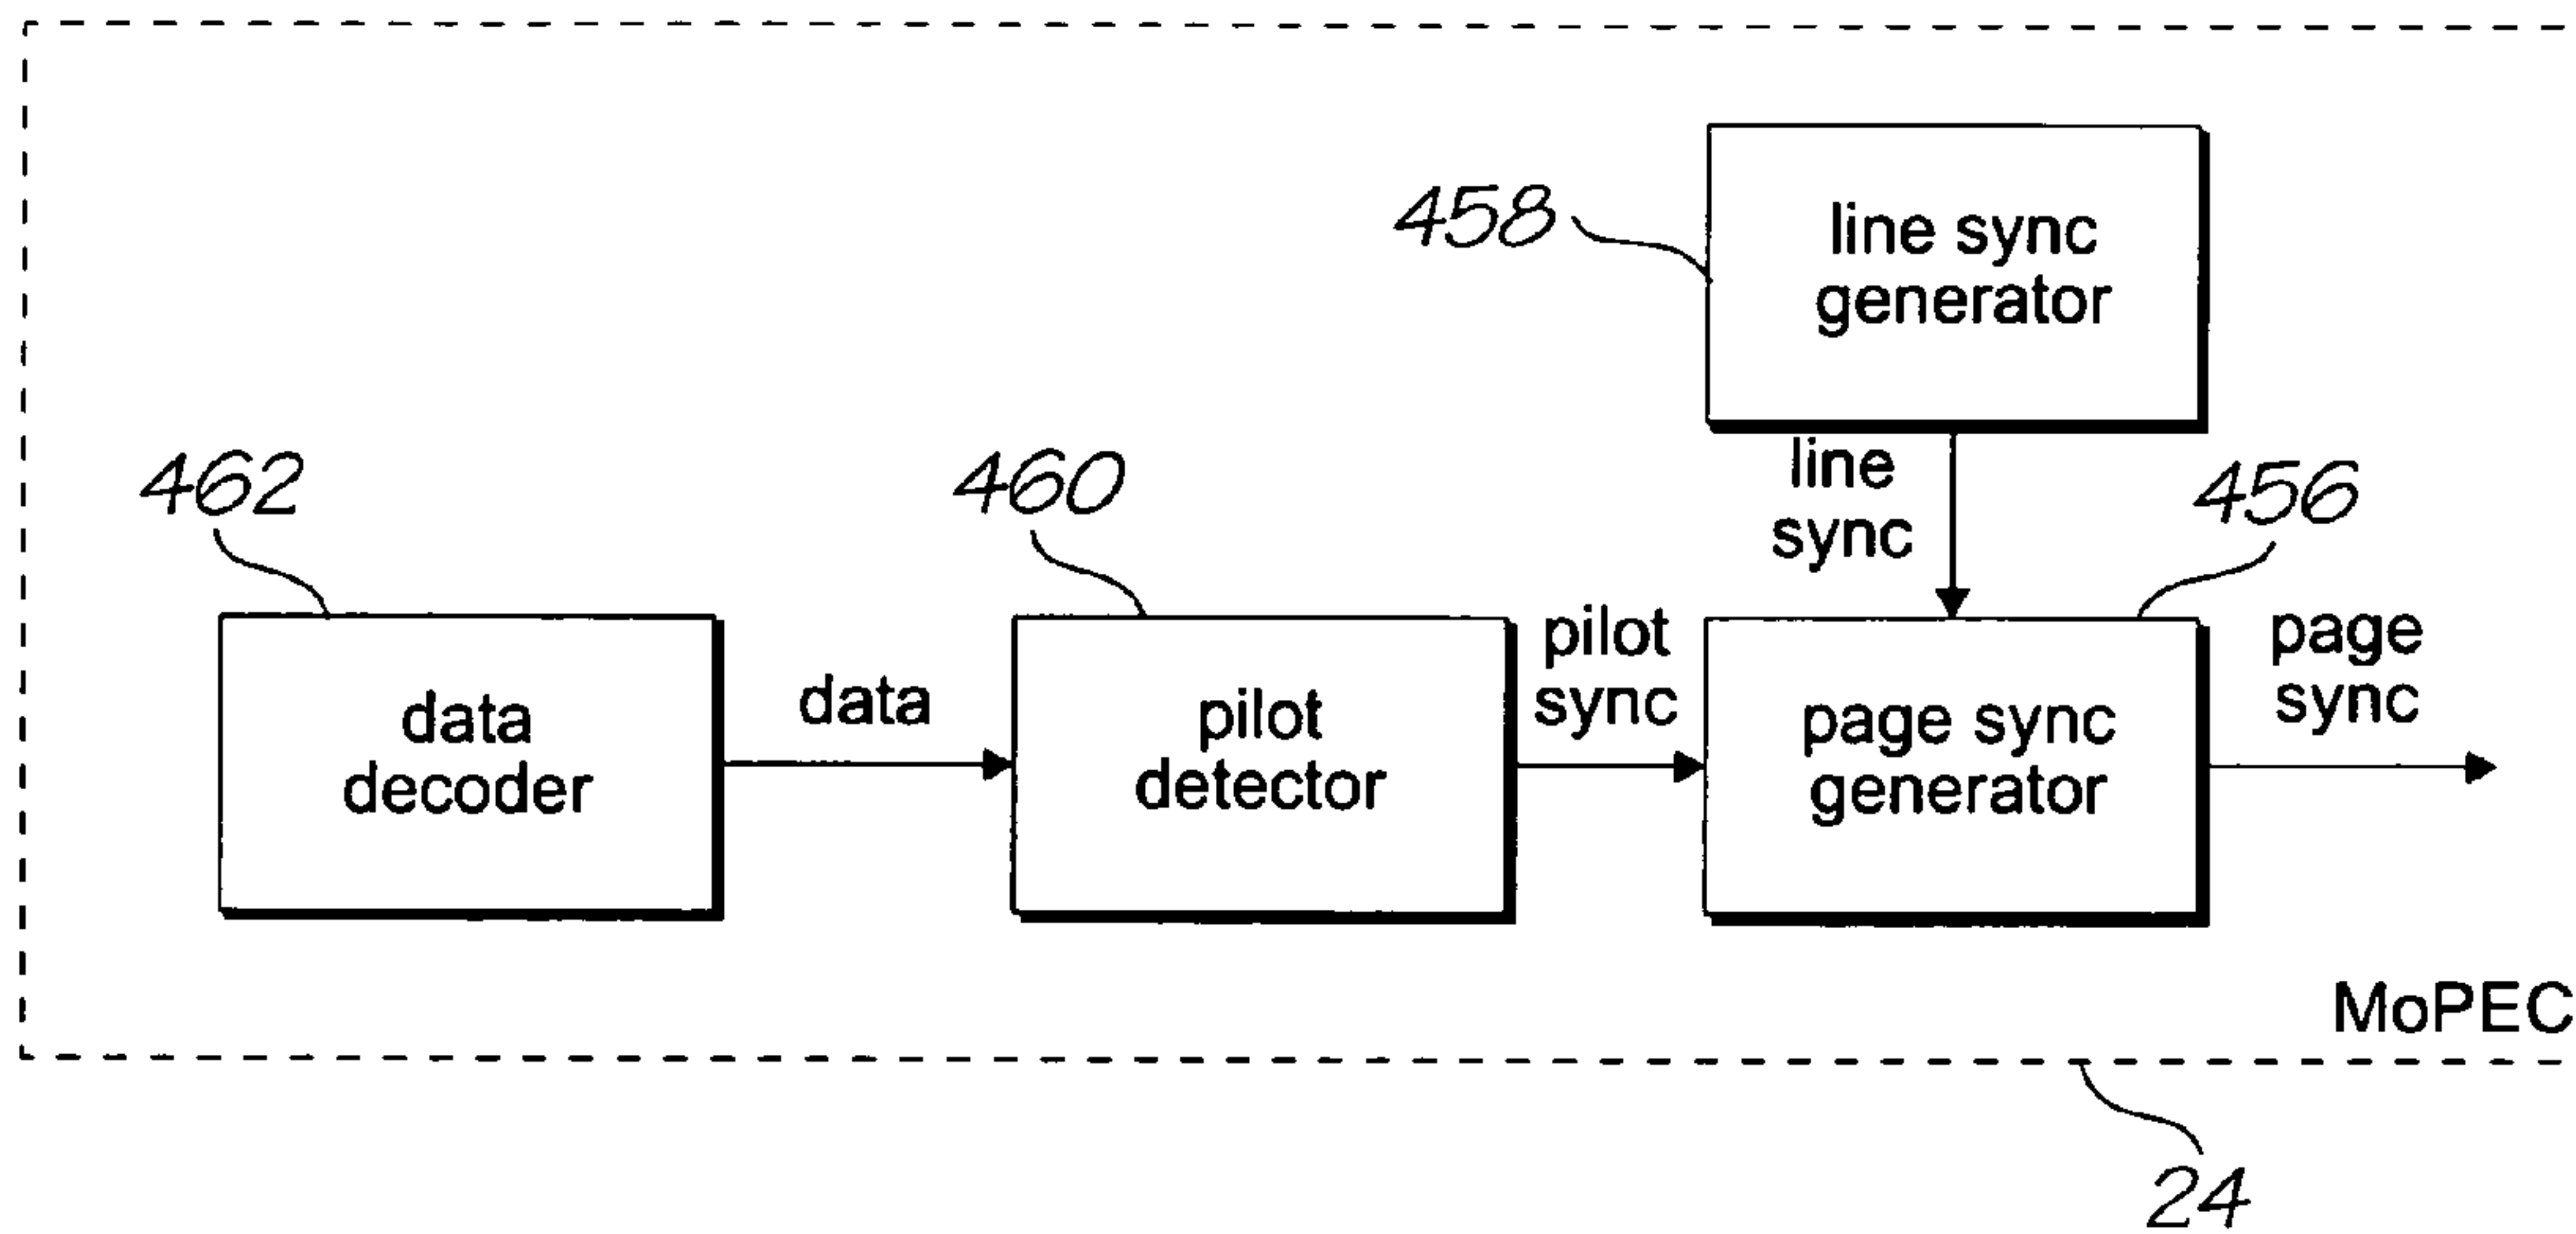 458
line sync
generator
462
460
line
sync
456
data
decoder
data
pilot
detector
pilot
sync
page sync
generator
page
sync
MoPEC
24